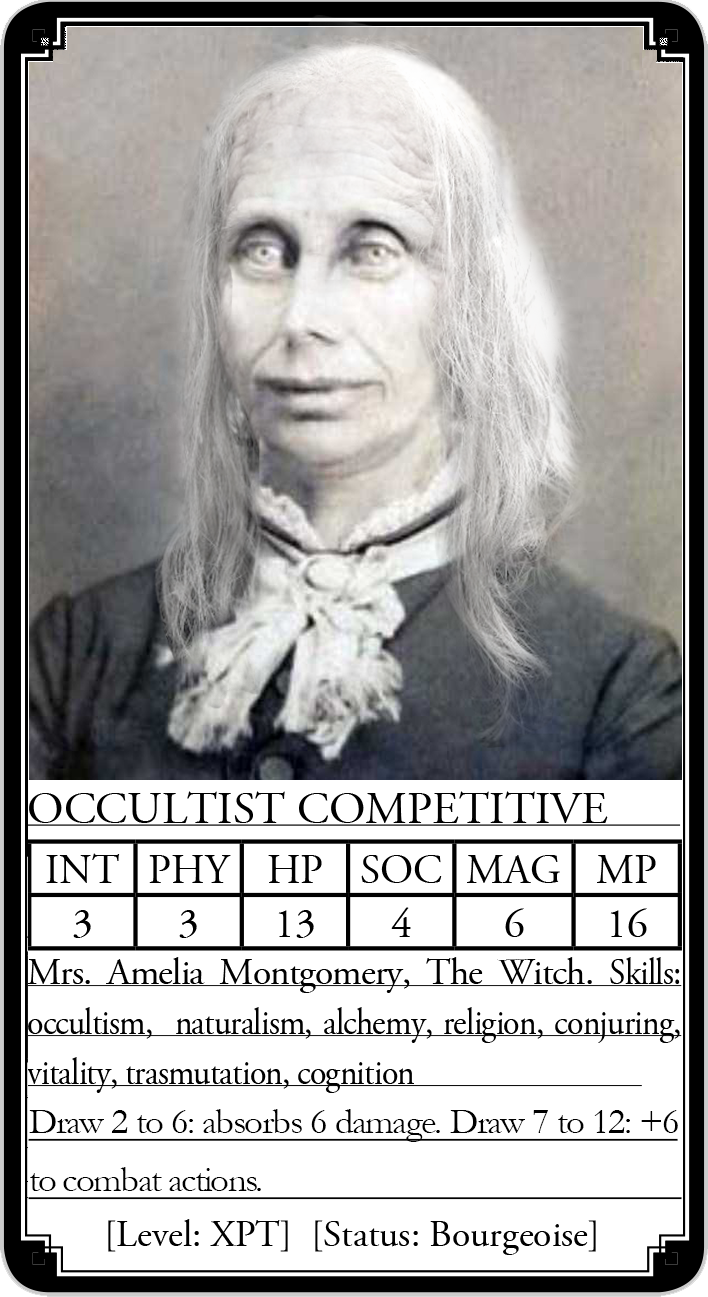 OCCULTIST COMPETITIVE
INT PHY HP SOC MAG MP
3 3 13 4 6 16
Mrs. Amelia Montgomery, The Witch. Skills:
occultism, naturalism, alchemy, religion, conjuring,
vitality, trasmutation, cognition
Draw 2 to 6: absorbs 6 damage. Draw 7 to 12: +6
to combat actions.
[Level: XPT] [Status: Bourgeoise]